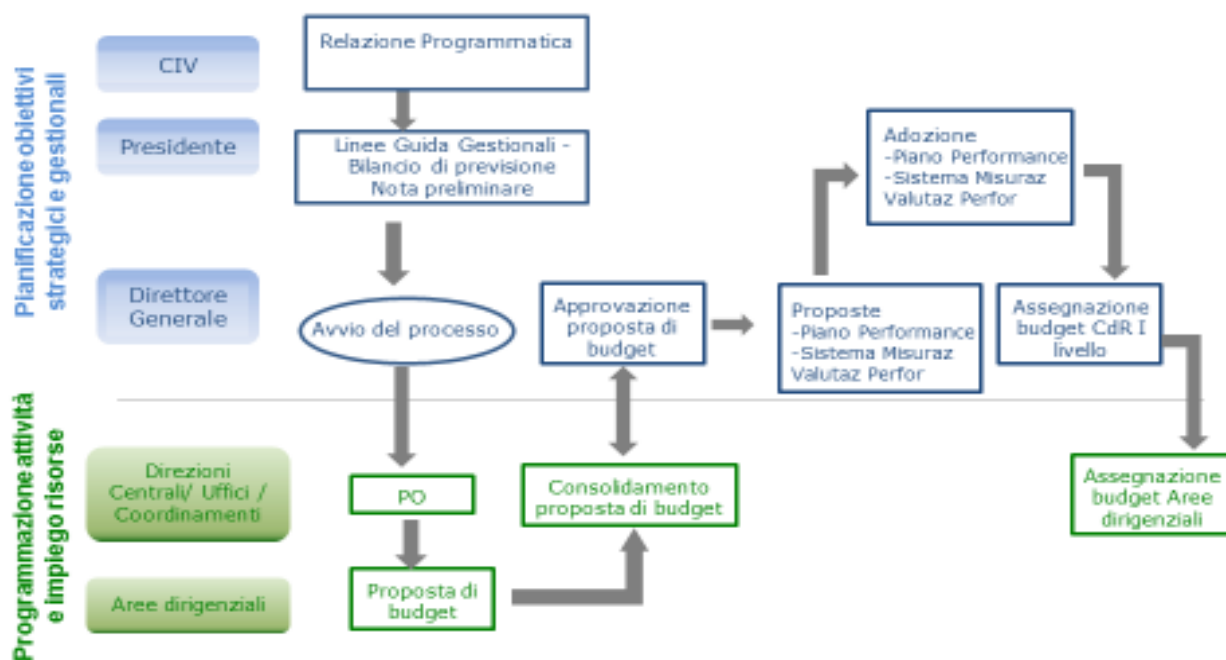 Pianificazione obiettivi
strategici e gestionali
CIV
Relazione Programmatica
Presidente
Linee Guida Gestionali -
Bilancio di previsione
Nota preliminare
Adozione
-Piano Performance
-Sistema Misuraz
Valutaz Perfor
Direttore
Generale
Avvio del processo
Approvazione
proposta di
budget
Proposte
-Piano Performance
-Sistema Misuraz
Valutaz Perfor
Assegnazione
budget CdR I
livello
Programmazione attività
e impiego risorse
Direzioni
Centrali/ Uffici /
Coordinamenti
PO
Consolidamento
proposta di budget
Assegnazione
budget Aree
dirigenziali
Aree dirigenziali
Proposta di
budget